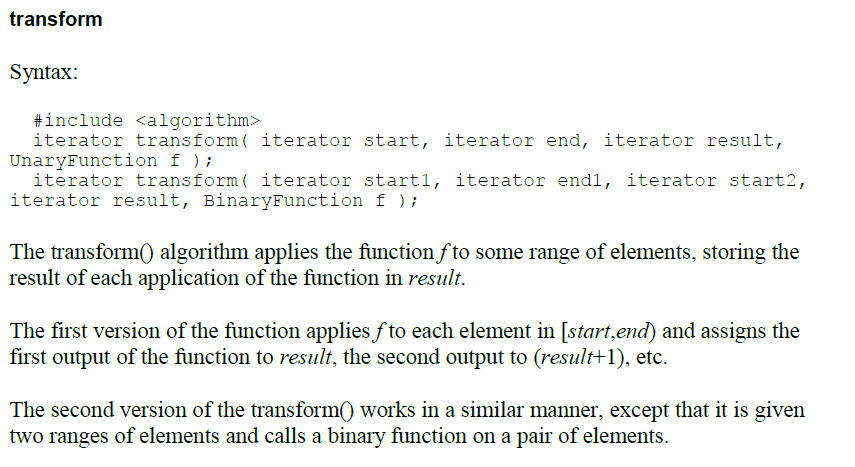 transform
Syntax:
#include <algorithm>
iterator transform( iterator start, iterator end, iterator result,
UnaryFunction f );
iterator transform( iterator start1, iterator end1, iterator start2,
iterator result, BinaryFunction f );
The transform() algorithm applies the function f to some range of elements, storing the
result of each application of the function in result.
The first version of the function applies f to each element in [start,end) and assigns the
first output of the function to result, the second output to (result+1), etc.
The second version of the transform() works in a similar manner, except that it is given
two ranges of elements and calls a binary function on a pair of elements.